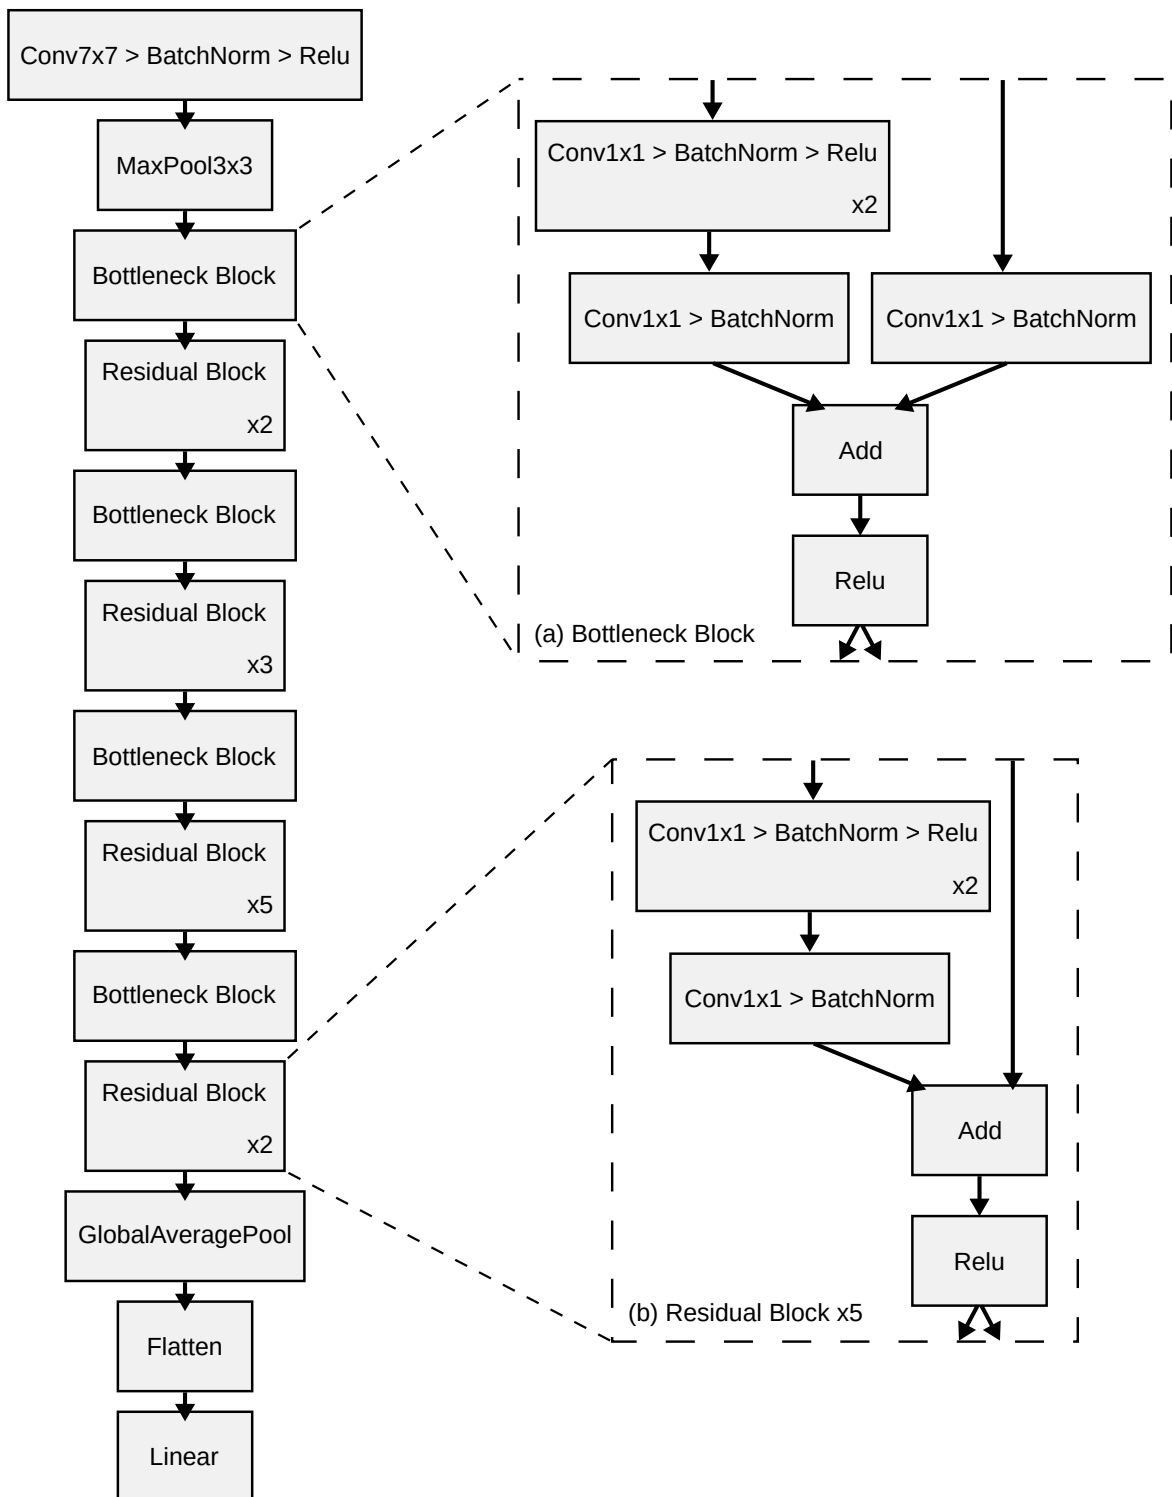 Conv7x7 > BatchNorm > Relu
MaxPool3x3
Bottleneck Block
Residual Block
x2
Bottleneck Block
Residual Block
x3
Bottleneck Block
Residual Block
x5
Bottleneck Block
Residual Block
x2
GlobalAveragePool
Flatten
Linear
Conv1x1 > BatchNorm > Relu
x2
Conv1x1 > BatchNorm
Conv1x1 > BatchNorm
Add
Relu
(a) Bottleneck Block
Conv1x1 > BatchNorm > Relu
x2
Conv1x1 > BatchNorm
Add
Relu
(b) Residual Block x5